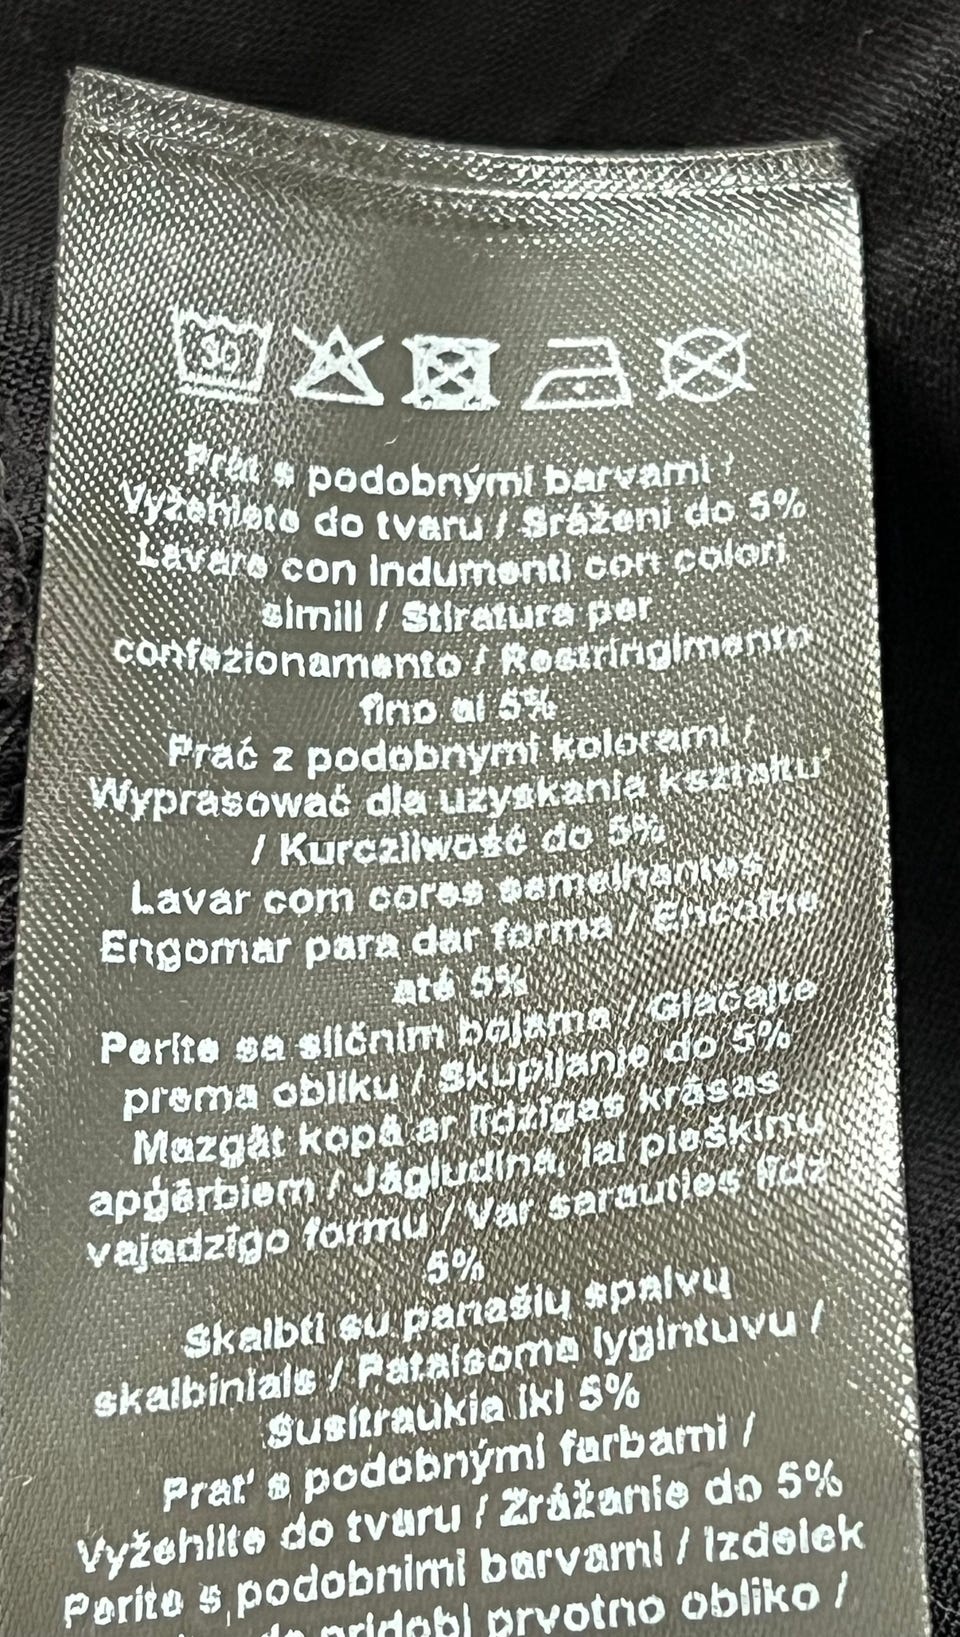 30
Prát s podobnými barvami /
Vyžehlete do tvaru / Srážení do 5%
Lavare con indumenti con colori
simili / Stiratura per
confezionamento / Restringimento
fino al 5%
Prać z podobnymi kolorami /
Wyprasować dla uzyskania kształtu
/ Kurczliwość do 5%
Lavar com cores semelhantes /
Engomar para dar forma / Encolhe
até 5%
Perite sa sličnim bojama / Glačajte
prema obliku / Skupljanje do 5%
Mazgāt kopā ar līdzīgas krāsas
apģērbiem / Jāgludina, lai piešķirtu
vajadzīgo formu / Var sarauties līdz
5%
Skalbti su panašių spalvų
skalbiniais / Pataisoma lygintuvu /
Susitraukia iki 5%
Prať s podobnými farbami /
Vyžehlite do tvaru / Zrážanie do 5%
Perite s podobnimi barvami / Izdelek
pridobi prvotno obliko /